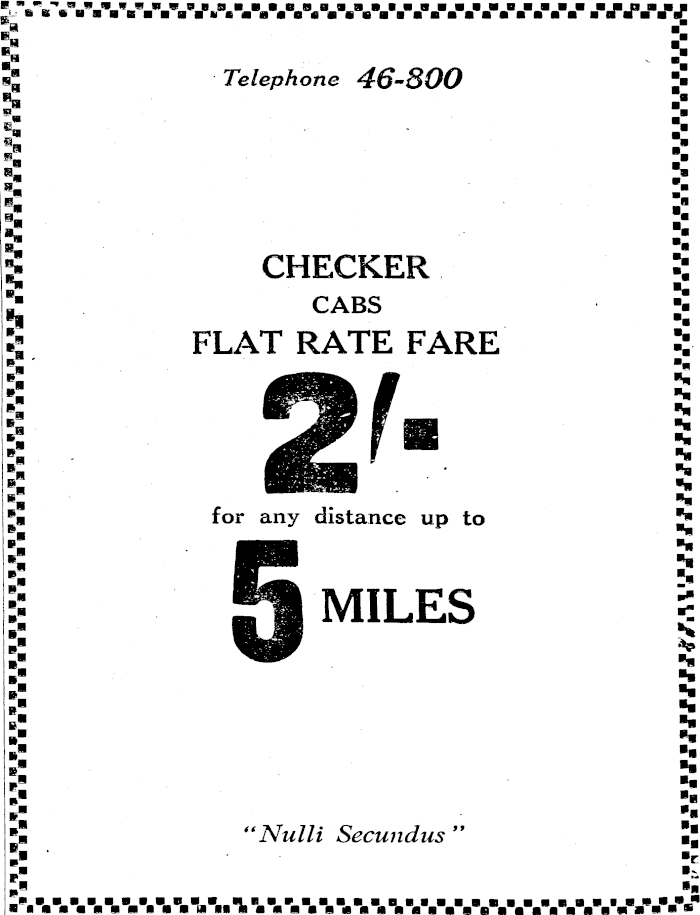 Telephone 46-800
CHECKER
CABS
FLAT RATE FARE
2/-
for any distance up to
5 MILES
"Nulli Secundus"